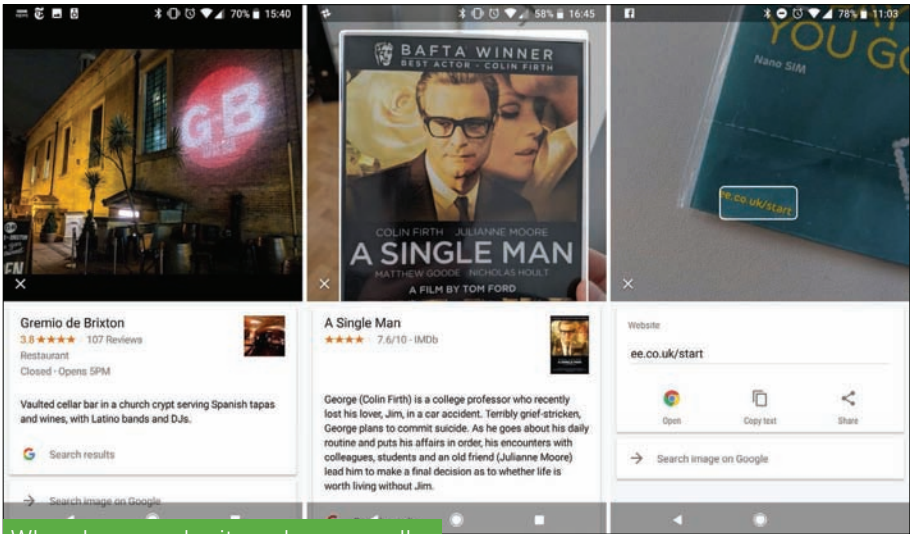 70% 15:40
GB
Gremio de Brixton
3.8 ★★★★ 107 Reviews
Restaurant
Closed · Opens 5PM
Vaulted cellar bar in a church crypt serving Spanish tapas
and wines, with Latino bands and DJs.
Search results
Search image on Google
58% 16:45
BAFTA WINNER
BEST ACTOR - COLIN FIRTH
COLIN FIRTH JULIANNE MOORE
A SINGLE MAN
MATTHEW GOODE NICHOLAS HOULT
A FILM BY TOM FORD
A Single Man
★★★★ 7.6/10 - IMDb
George (Colin Firth) is a college professor who recently
lost his lover, Jim, in a car accident. Terribly grief-stricken,
George plans to commit suicide. As he goes about his daily
routine and puts his affairs in order, his encounters with
colleagues, students and an old friend (Julianne Moore)
lead him to make a final decision as to whether life is
worth living without Jim.
78% 11:03
YOU GO
Nano SIM
ee.co.uk/start
Website
ee.co.uk/start
Open Copy text Share
Search image on Google